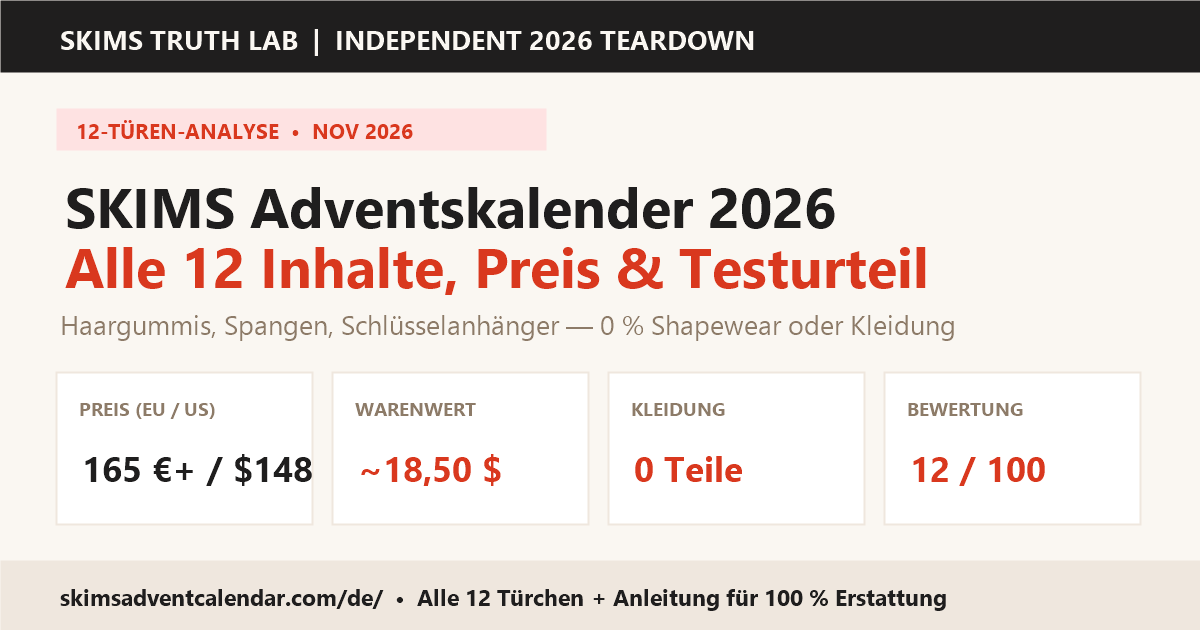 SKIMS TRUTH LAB | INDEPENDENT 2026 TEARDOWN
12-TÜREN-ANALYSE • NOV 2026
SKIMS Adventskalender 2026
Alle 12 Inhalte, Preis & Testurteil
Haargummis, Spangen, Schlüsselanhänger — 0 % Shapewear oder Kleidung
PREIS (EU / US)
165 €+ / $148
WARENWERT
~18,50 $
KLEIDUNG
0 Teile
BEWERTUNG
12 / 100
skimsadventcalendar.com/de/ • Alle 12 Türchen + Anleitung für 100 % Erstattung